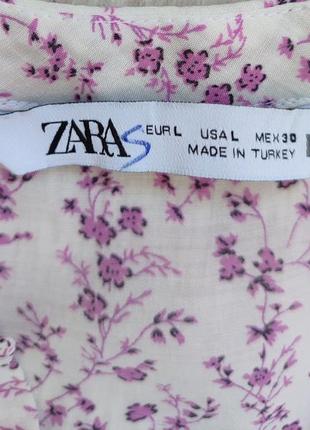 ZARA S EUR L USA L MEX 30
MADE IN TURKEY